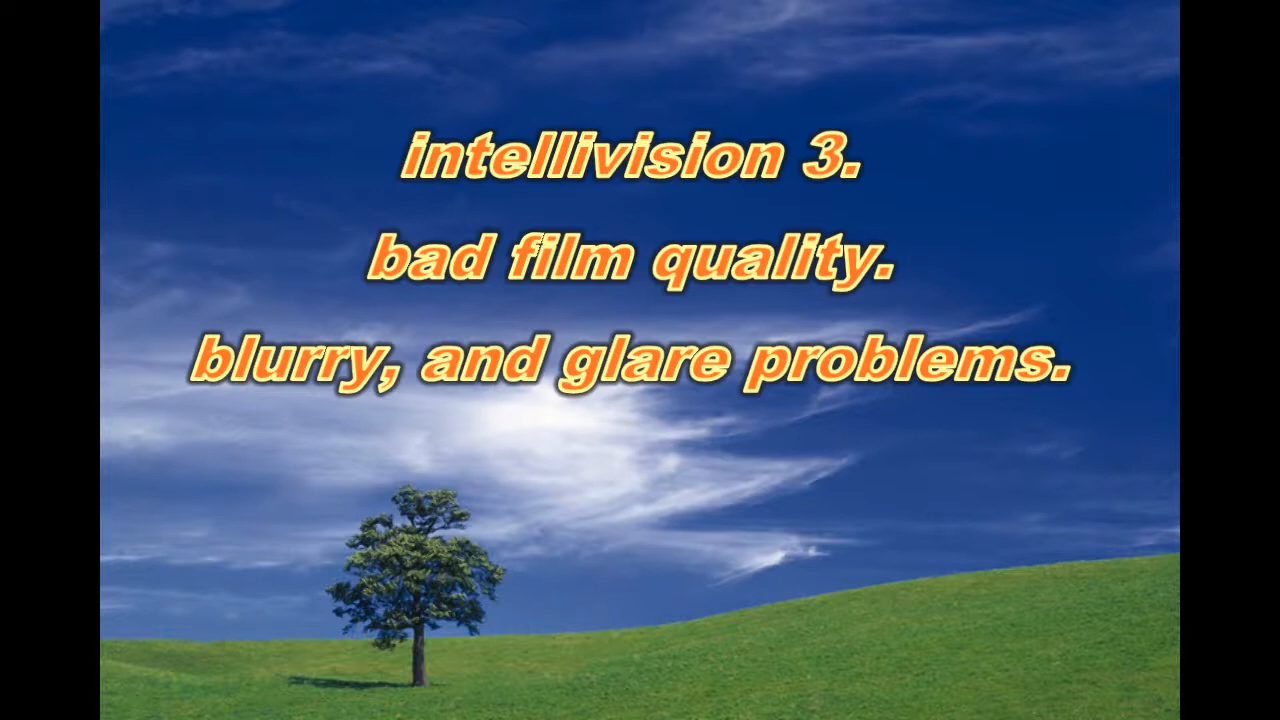 intellivision 3.
bad film quality.
blurry, and glare problems.